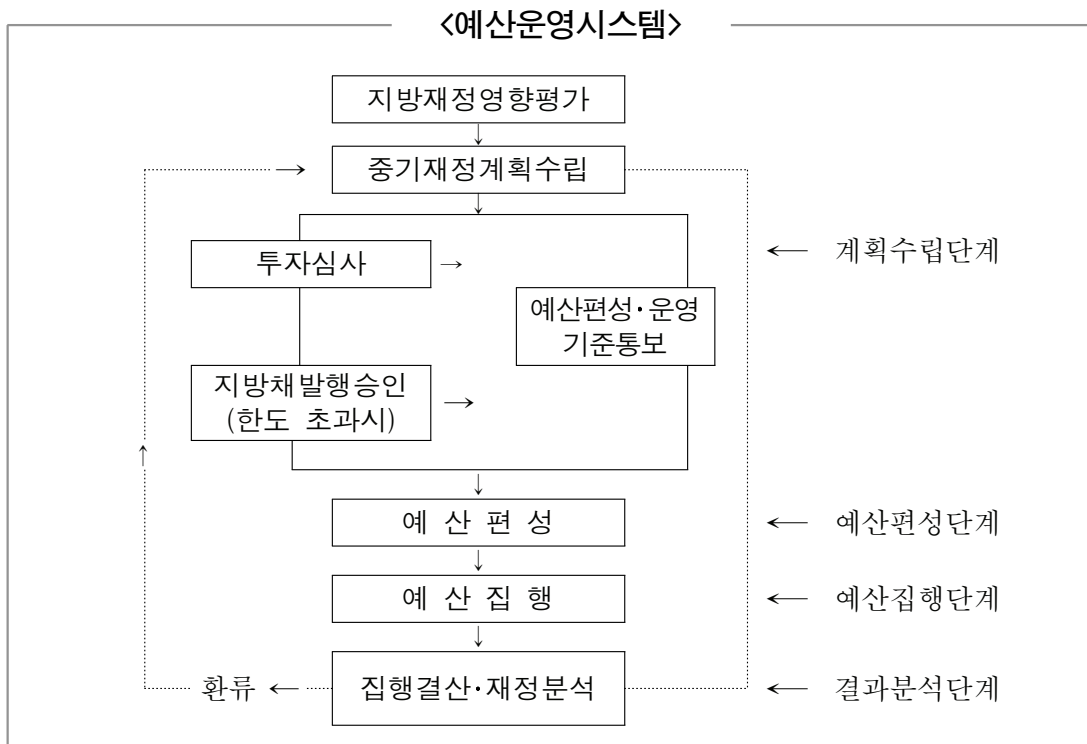 <예산운영시스템>
지방재정영향평가
↓
→ 중기재정계획수립
↓
투자심사 →
← 계획수립단계
예산편성·운영
기준통보
지방채발행승인
(한도 초과시) →
↑
↓
예 산 편 성 ← 예산편성단계
↓
예 산 집 행 ← 예산집행단계
↓
환류 ← 집행결산·재정분석 ← 결과분석단계